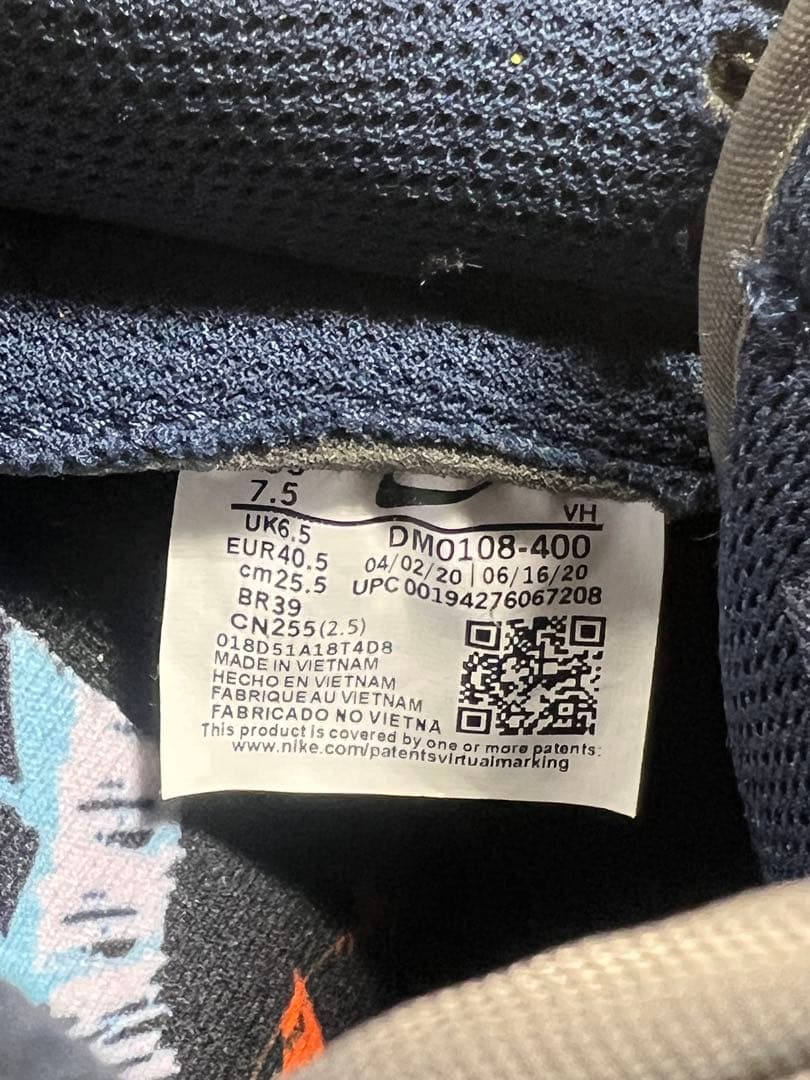 7.5
VH
UK6.5
EUR40.5
cm25.5
BR39
CN255(2.5)
DM0108-400
04/02/20 | 06/16/20
UPC 00194276067208
018D51A18T4D8
MADE IN VIETNAM
HECHO EN VIETNAM
FABRIQUE AU VIETNAM
FABRICADO NO VIETNA
This product is covered by one or more patents:
www.nike.com/patentsvirtualmarking